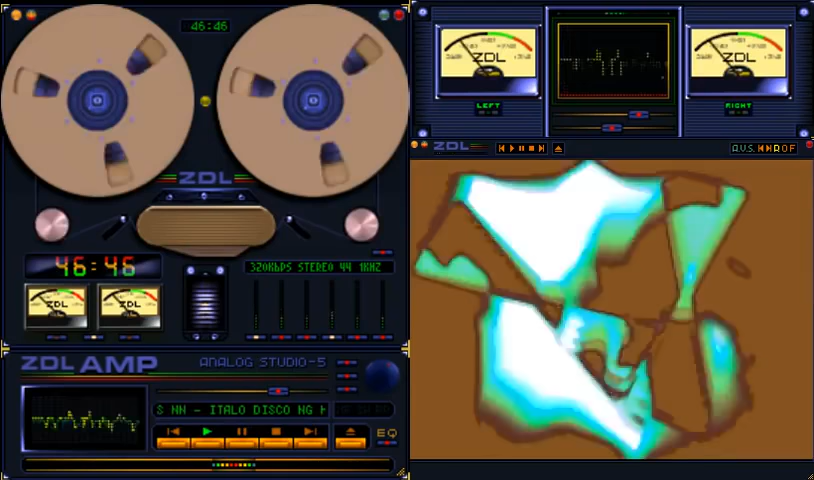 46:46
ZDL
ZDL
LEFT
RIGHT
ZDL
ZDL
A.V.S.
R O F
46:46
320KBPS STEREO 44.1KHZ
ZDL
ZDL
ZDL AMP
ANALOG STUDIO-5
S NN - ITALO DISCO NG
EQ